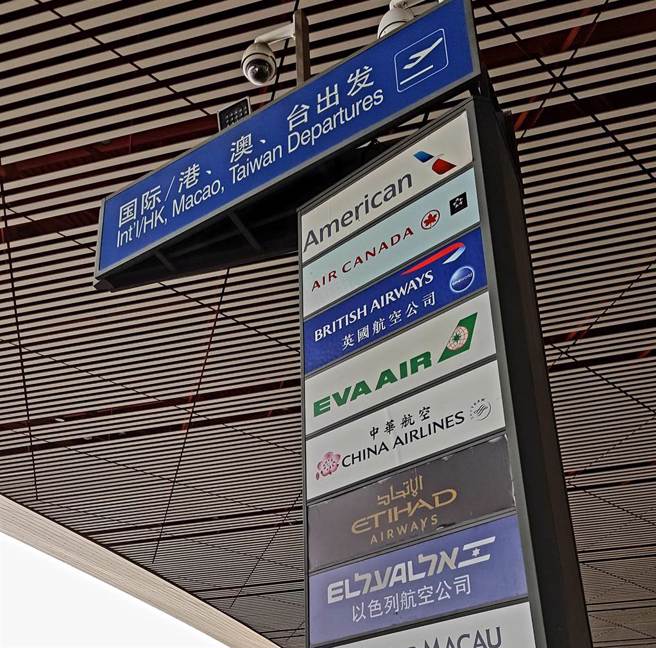 国际/港、澳、台出发
Int'l/HK, Macao, Taiwan Departures
American
AIR CANADA
BRITISH AIRWAYS
英國航空公司
EVA AIR
中華航空
CHINA AIRLINES
الاتحاد
ETIHAD
AIRWAYS
EL AL אל על
以色列航空公司
MACAU